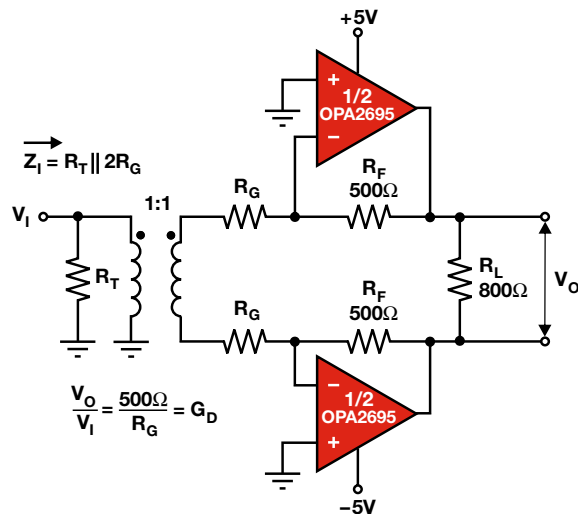 +5V
+
1/2
OPA2695
−
Z_I = R_T || 2R_G
R_G
R_F
500Ω
1:1
V_I
R_T
R_L
800Ω
V_O
R_G
R_F
500Ω
V_O/V_I = 500Ω/R_G = G_D
−
1/2
OPA2695
+
−5V